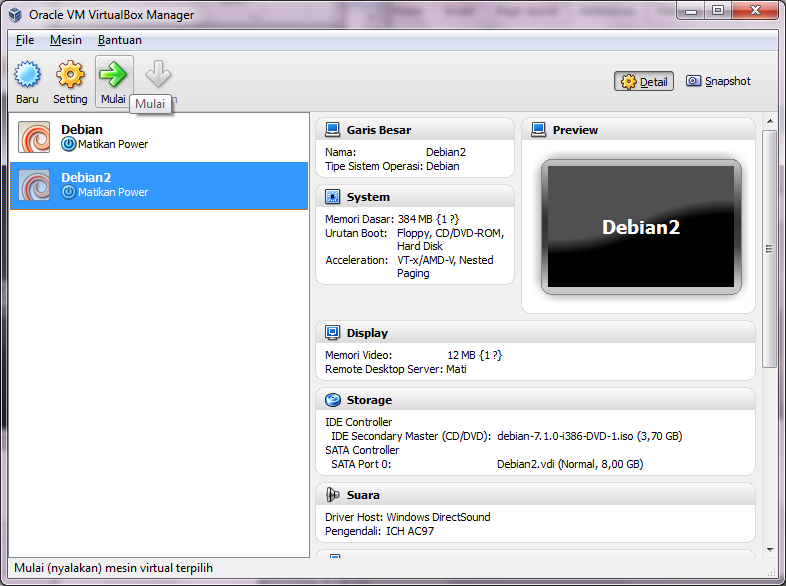 Oracle VM VirtualBox Manager
File Mesin Bantuan
Baru Setting Mulai
Mulai
Detail Snapshot
Debian
Matikan Power
Debian2
Matikan Power
Garis Besar
Nama: Debian2
Tipe Sistem Operasi: Debian
System
Memori Dasar: 384 MB {1 ?}
Urutan Boot: Floppy, CD/DVD-ROM,
Hard Disk
Acceleration: VT-x/AMD-V, Nested
Paging
Preview
Debian2
Display
Memori Video: 12 MB {1 ?}
Remote Desktop Server: Mati
Storage
IDE Controller
IDE Secondary Master (CD/DVD): debian-7.1.0-i386-DVD-1.iso (3,70 GB)
SATA Controller
SATA Port 0: Debian2.vdi (Normal, 8,00 GB)
Suara
Driver Host: Windows DirectSound
Pengendali: ICH AC97
Mulai (nyalakan) mesin virtual terpilih